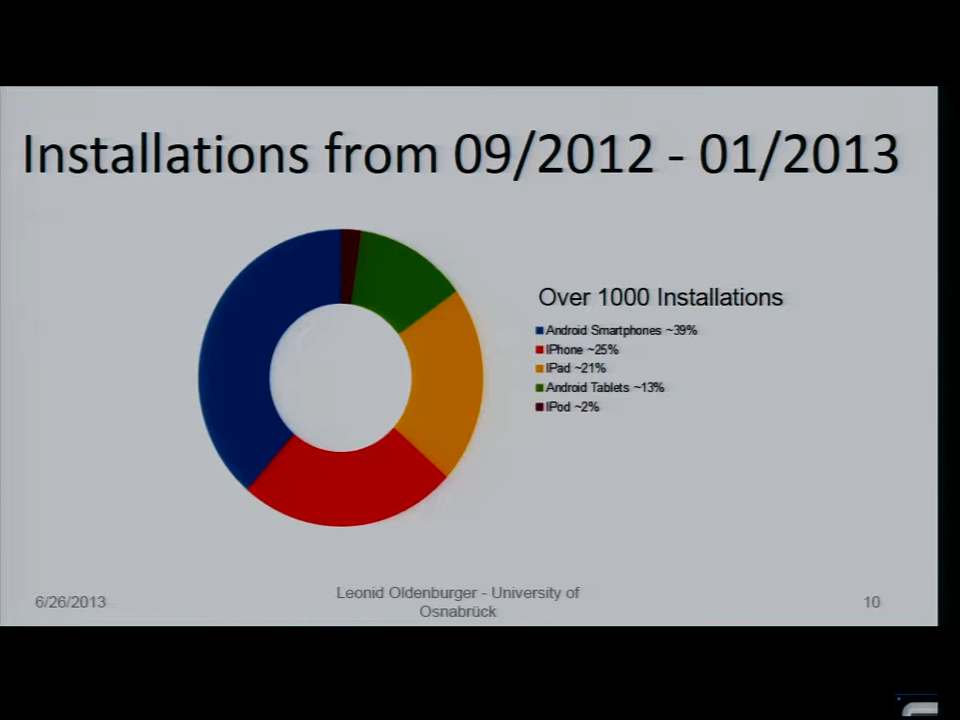 Installations from 09/2012 - 01/2013
Over 1000 Installations
Android Smartphones ~39%
IPhone ~25%
IPad ~21%
Android Tablets ~13%
IPod ~2%
6/26/2013
Leonid Oldenburger - University of
Osnabrück
10